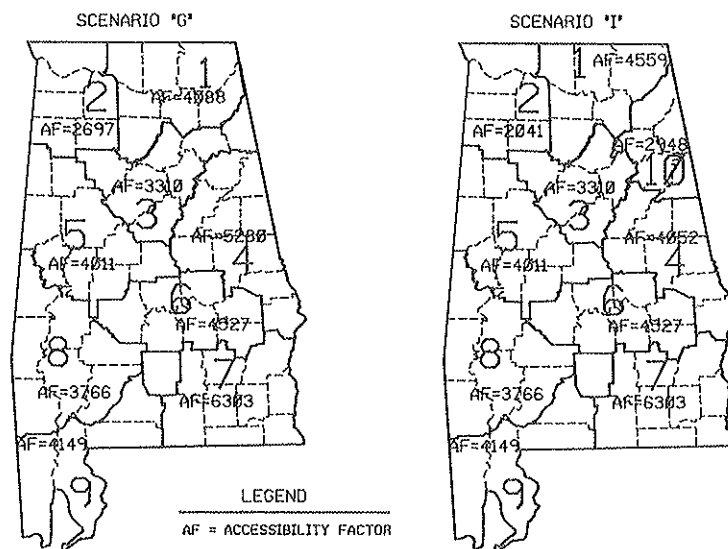 SCENARIO "G"
SCENARIO "I"
1
AF=4088
2
AF=2697
AF=3310
3
AF=5280
4
5
AF=4011
6
AF=4927
8
7
AF=3766
AF=6303
AF=4149
9
1
AF=4559
2
AF=2041
AF=2948
10
AF=3310
3
AF=4052
4
5
AF=4011
6
AF=4927
8
7
AF=3766
AF=6303
AF=4149
9
LEGEND
AF = ACCESSIBILITY FACTOR